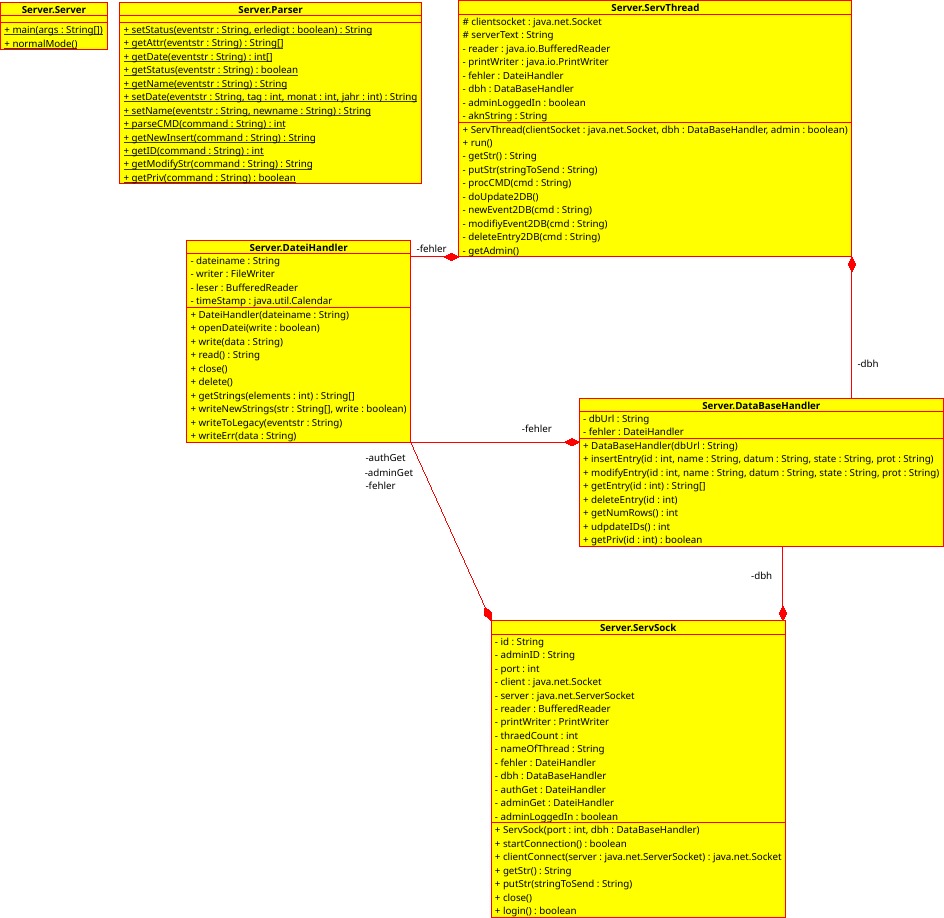 Server.Server
+ main(args : String[])
+ normalMode()
Server.Parser
+ setStatus(eventstr : String, erledigt : boolean) : String
+ getAttr(eventstr : String) : String[]
+ getDate(eventstr : String) : int[]
+ getStatus(eventstr : String) : boolean
+ getName(eventstr : String) : String
+ setDate(eventstr : String, tag : int, monat : int, jahr : int) : String
+ setName(eventstr : String, newname : String) : String
+ parseCMD(command : String) : int
+ getNewInsert(command : String) : String
+ getID(command : String) : int
+ getModifyStr(command : String) : String
+ getPriv(command : String) : boolean
Server.ServThread
# clientsocket : java.net.Socket
# serverText : String
- reader : java.io.BufferedReader
- printWriter : java.io.PrintWriter
- fehler : DateiHandler
- dbh : DataBaseHandler
- adminLoggedIn : boolean
- aknString : String
+ ServThread(clientSocket : java.net.Socket, dbh : DataBaseHandler, admin : boolean)
+ run()
- getStr() : String
- putStr(stringToSend : String)
- procCMD(cmd : String)
- doUpdate2DB()
- newEvent2DB(cmd : String)
- modifiyEvent2DB(cmd : String)
- deleteEntry2DB(cmd : String)
- getAdmin()
-fehler
Server.DateiHandler
- dateiname : String
- writer : FileWriter
- leser : BufferedReader
- timeStamp : java.util.Calendar
+ DateiHandler(dateiname : String)
+ openDatei(write : boolean)
+ write(data : String)
+ read() : String
+ close()
+ delete()
+ getStrings(elements : int) : String[]
+ writeNewStrings(str : String[], write : boolean)
+ writeToLegacy(eventstr : String)
+ writeErr(data : String)
-dbh
Server.DataBaseHandler
- dbUrl : String
- fehler : DateiHandler
+ DataBaseHandler(dbUrl : String)
+ insertEntry(id : int, name : String, datum : String, state : String, prot : String)
+ modifyEntry(id : int, name : String, datum : String, state : String, prot : String)
+ getEntry(id : int) : String[]
+ deleteEntry(id : int)
+ getNumRows() : int
+ udpdateIDs() : int
+ getPriv(id : int) : boolean
-fehler
-authGet
-adminGet
-fehler
-dbh
Server.ServSock
- id : String
- adminID : String
- port : int
- client : java.net.Socket
- server : java.net.ServerSocket
- reader : BufferedReader
- printWriter : PrintWriter
- thraedCount : int
- nameOfThread : String
- fehler : DateiHandler
- dbh : DataBaseHandler
- authGet : DateiHandler
- adminGet : DateiHandler
- adminLoggedIn : boolean
+ ServSock(port : int, dbh : DataBaseHandler)
+ startConnection() : boolean
+ clientConnect(server : java.net.ServerSocket) : java.net.Socket
+ getStr() : String
+ putStr(stringToSend : String)
+ close()
+ login() : boolean